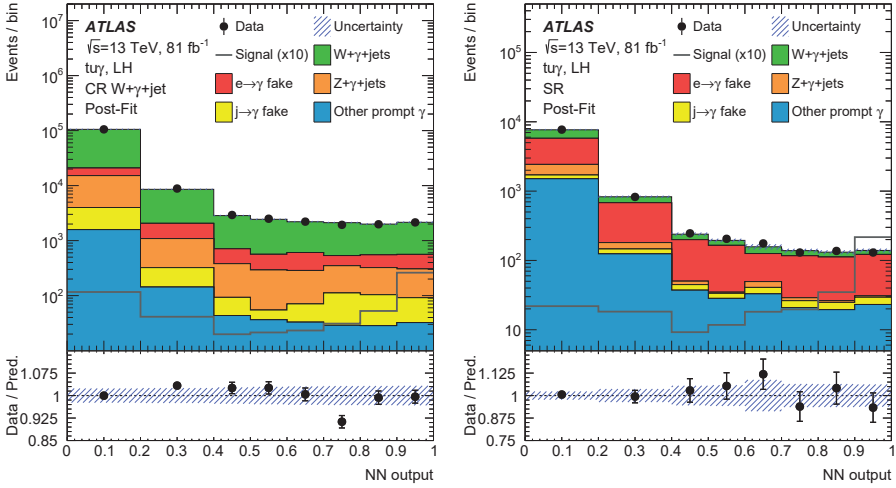 Events / bin
10^7
10^6
10^5
10^4
10^3
10^2
ATLAS
√s=13 TeV, 81 fb^-1
tuγ, LH
CR W+γ+jet
Post-Fit
Data
Uncertainty
Signal (x10)
W+γ+jets
e→γ fake
Z+γ+jets
j→γ fake
Other prompt γ
Data / Pred.
1.075
1
0.925
0.85
0 0.1 0.2 0.3 0.4 0.5 0.6 0.7 0.8 0.9 1
NN output
Events / bin
10^5
10^4
10^3
10^2
10
ATLAS
√s=13 TeV, 81 fb^-1
tuγ, LH
SR
Post-Fit
Data
Uncertainty
Signal (x10)
W+γ+jets
e→γ fake
Z+γ+jets
j→γ fake
Other prompt γ
Data / Pred.
1.125
1
0.875
0.75
0 0.1 0.2 0.3 0.4 0.5 0.6 0.7 0.8 0.9 1
NN output